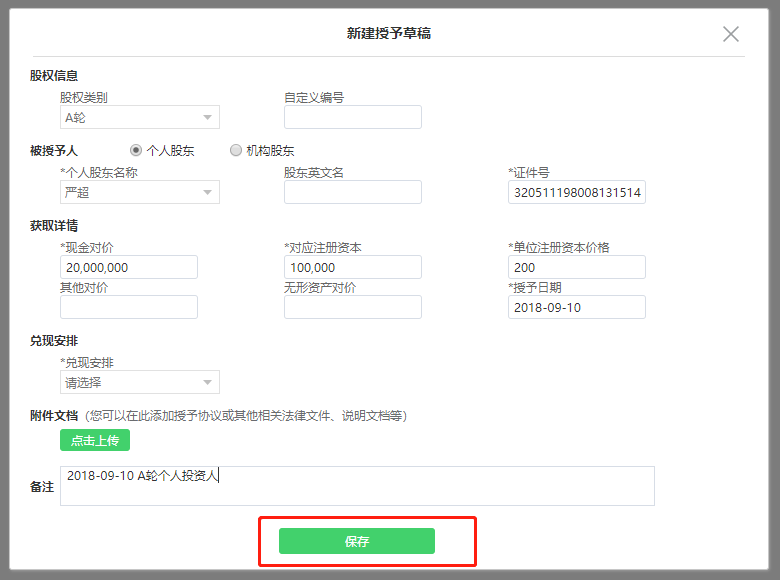 新建授予草稿
股权信息
股权类别 自定义编号
A轮
被授予人 个人股东 机构股东
*个人股东名称 股东英文名 *证件号
严超 320511198008131514
获取详情
*现金对价 *对应注册资本 *单位注册资本价格
20,000,000 100,000 200
其他对价 无形资产对价 *授予日期
2018-09-10
兑现安排
*兑现安排
请选择
附件文档（您可以在此添加授予协议或其他相关法律文件、说明文档等）
点击上传
备注 2018-09-10 A轮个人投资人
保存